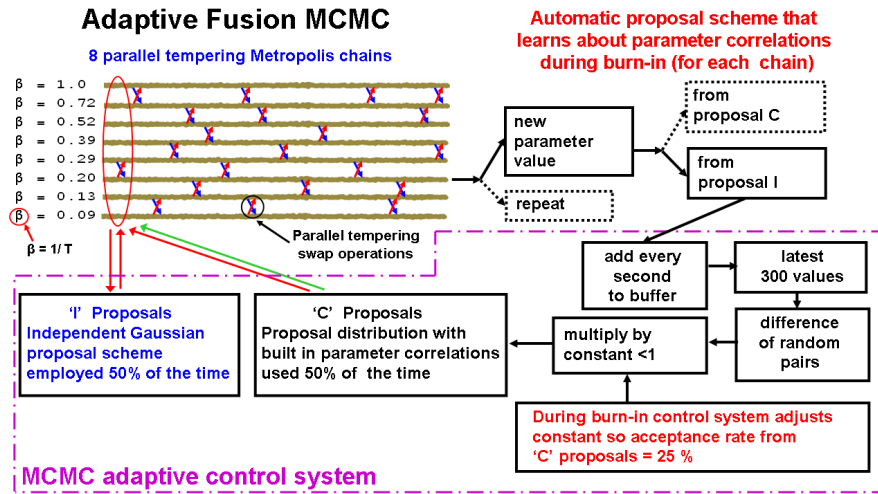 Adaptive Fusion MCMC
8 parallel tempering Metropolis chains
β = 1.0
β = 0.72
β = 0.52
β = 0.39
β = 0.29
β = 0.20
β = 0.13
β = 0.09
β = 1/ T
Parallel tempering
swap operations
Automatic proposal scheme that
learns about parameter correlations
during burn-in (for each chain)
new
parameter
value
repeat
from
proposal C
from
proposal I
add every
second
to buffer
latest
300 values
difference
of random
pairs
multiply by
constant <1
During burn-in control system adjusts
constant so acceptance rate from
‘C’ proposals = 25 %
‘C’ Proposals
Proposal distribution with
built in parameter correlations
used 50% of the time
‘I’ Proposals
Independent Gaussian
proposal scheme
employed 50% of the time
MCMC adaptive control system